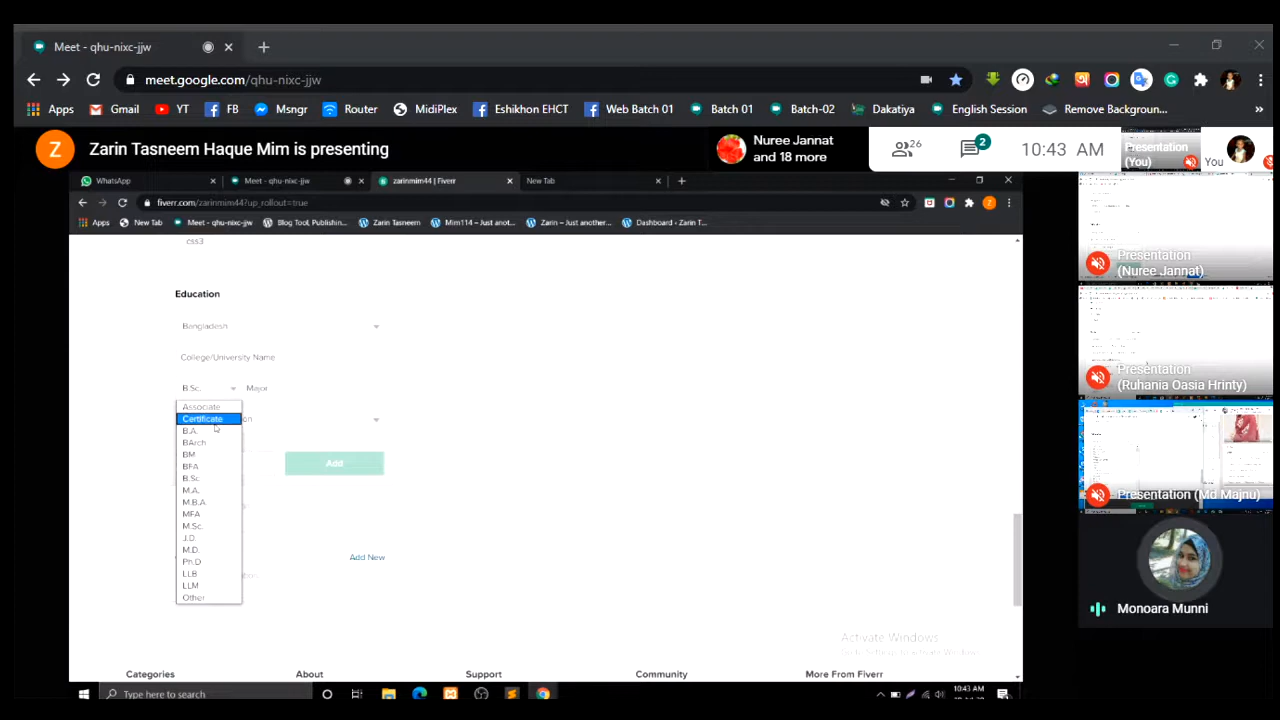 Meet - qhu-nixc-jjw
meet.google.com/qhu-nixc-jjw
Apps Gmail YT FB Msngr Router MidiPlex Eshikhon EHCT Web Batch 01 Batch 01 Batch-02 Dakatiya English Session Remove Backgroun... »
Z Zarin Tasneem Haque Mim is presenting
Nuree Jannat
and 18 more
26
2
10:43 AM
Presentation
(You)
You
WhatsApp Meet - qhu-nixc-jjw zarinmim44 | Fiverr New Tab
fiverr.com/zarinmim44?up_rollout=true
Apps New Tab Meet - qhu-nixc-jjw Blog Tool, Publishin... Zarin Tasneem Mim114 – Just anot... Zarin – Just another... Dashboard ‹ Zarin T...
css3
Education
Bangladesh
College/University Name
B.Sc. Major
Associate
Certificate
B.A.
BArch
BM
BFA
B.Sc.
M.A.
M.B.A
MFA
M.Sc.
J.D.
M.D.
Ph.D
LLB
LLM
Other
Add
Add New
Activate Windows
Go to Settings to activate Windows.
Categories About Support Community More From Fiverr
Type here to search
10:43 AM
Presentation
(Nuree Jannat)
Presentation
(Ruhania Oasia Hrinty)
Presentation (Md Majnu)
Monoara Munni